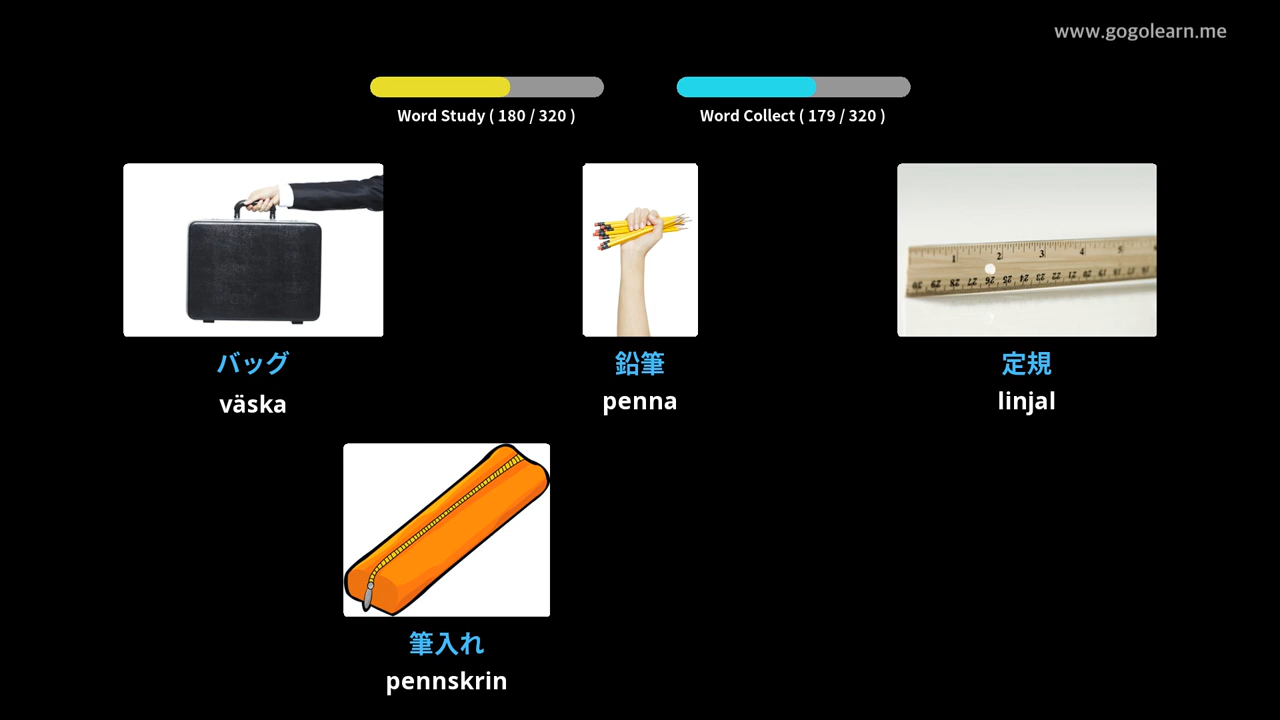 www.gogolearn.me
Word Study ( 180 / 320 )
Word Collect ( 179 / 320 )
バッグ
väska
鉛筆
penna
定規
linjal
筆入れ
pennskrin